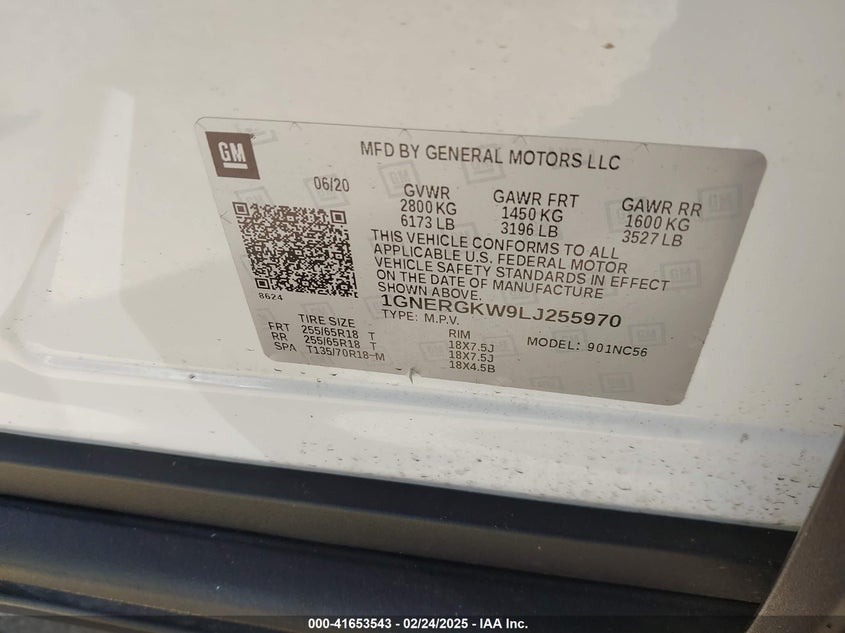 GM
MFD BY GENERAL MOTORS LLC
06/20
GVWR
2800 KG
6173 LB
GAWR FRT
1450 KG
3196 LB
GAWR RR
1600 KG
3527 LB
THIS VEHICLE CONFORMS TO ALL
APPLICABLE U.S. FEDERAL MOTOR
VEHICLE SAFETY STANDARDS IN EFFECT
ON THE DATE OF MANUFACTURE
SHOWN ABOVE.
8624
1GNERGKW9LJ255970
TYPE: M.P.V.
MODEL: 901NC56
TIRE SIZE
RIM
FRT 255/65R18 T 18X7.5J
RR 255/65R18 T 18X7.5J
SPA T135/70R18-M 18X4.5B
000-41653543 - 02/24/2025 - IAA Inc.